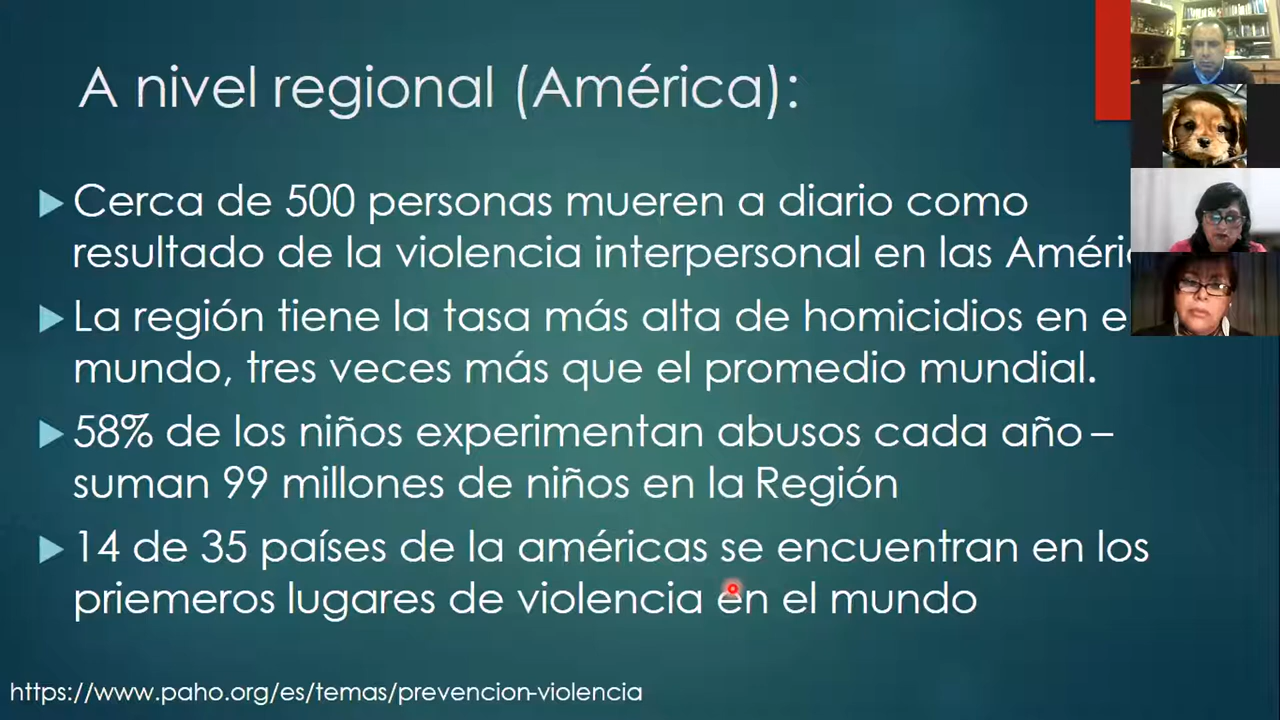 A nivel regional (América):
Cerca de 500 personas mueren a diario como
resultado de la violencia interpersonal en las
La región tiene la tasa más alta de homicidios en
mundo, tres veces más que el promedio mundial.
58% de los niños experimentan abusos cada año –
suman 99 millones de niños en la Región
14 de 35 países de la américas se encuentran en los
priemeros lugares de violencia en el mundo
https://www.paho.org/es/temas/prevencion-violencia